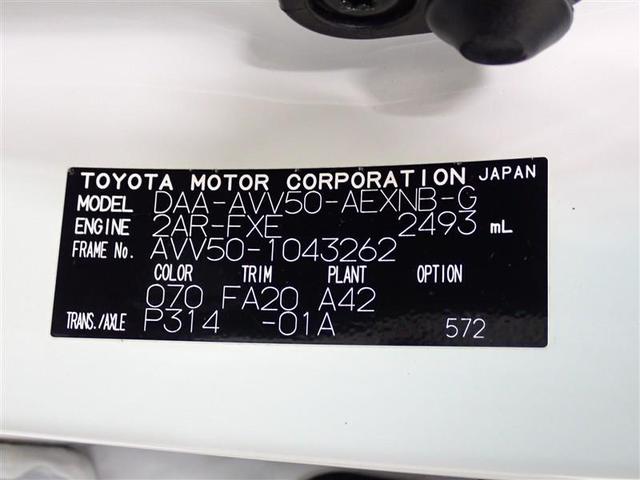 TOYOTA MOTOR CORPORATION JAPAN
MODEL DAA-AVV50-AEXNB-G
ENGINE 2AR-FXE 2493 mL
FRAME No. AVV50-1043262
COLOR TRIM PLANT OPTION
070 FA20 A42
TRANS./AXLE P314 -01A 572